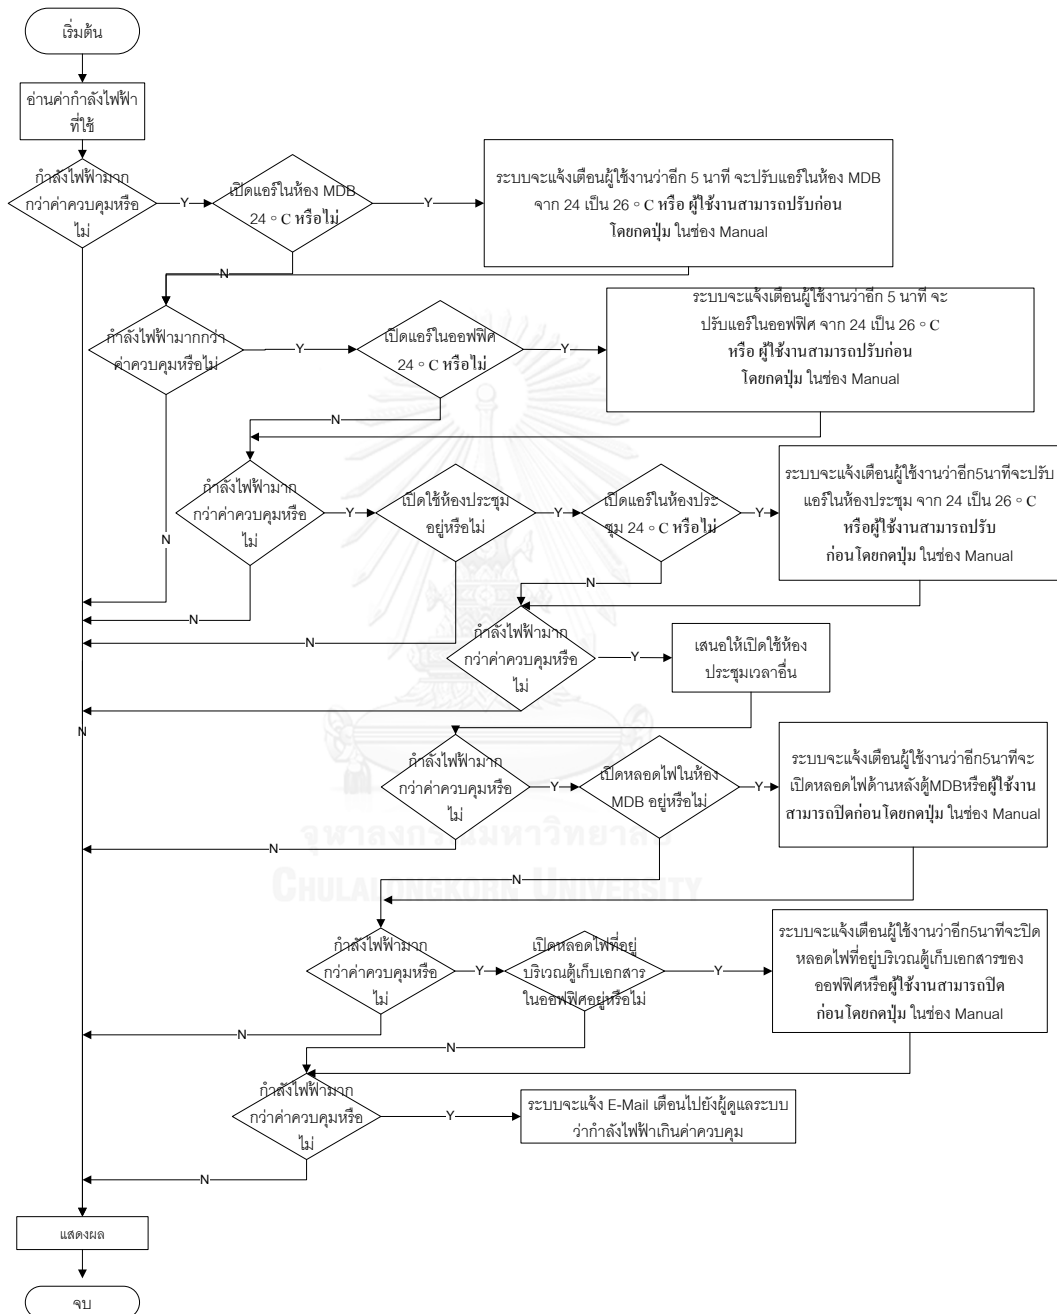 เริ่มต้น
อ่านค่ากำลังไฟฟ้า
ที่ใช้
กำลังไฟฟ้ามาก
กว่าค่าควบคุมหรือ
ไม่
Y
เปิดแอร์ในห้อง MDB
24 ° C หรือไม่
Y
ระบบจะแจ้งเตือนผู้ใช้งานว่าอีก 5 นาที จะปรับแอร์ในห้อง MDB
จาก 24 เป็น 26 ° C หรือ ผู้ใช้งานสามารถปรับก่อน
โดยกดปุ่ม ในช่อง Manual
N
กำลังไฟฟ้ามากกว่า
ค่าควบคุมหรือไม่
Y
เปิดแอร์ในออฟฟิศ
24 ° C หรือไม่
Y
ระบบจะแจ้งเตือนผู้ใช้งานว่าอีก 5 นาที จะ
ปรับแอร์ในออฟฟิศ จาก 24 เป็น 26 ° C
หรือ ผู้ใช้งานสามารถปรับก่อน
โดยกดปุ่ม ในช่อง Manual
N
กำลังไฟฟ้ามาก
กว่าค่าควบคุมหรือ
ไม่
Y
เปิดใช้ห้องประชุม
อยู่หรือไม่
Y
เปิดแอร์ในห้องประ
ชุม 24 ° C หรือไม่
Y
ระบบจะแจ้งเตือนผู้ใช้งานว่าอีก5นาทีจะปรับ
แอร์ในห้องประชุม จาก 24 เป็น 26 ° C
หรือผู้ใช้งานสามารถปรับ
ก่อนโดยกดปุ่ม ในช่อง Manual
N
N
N
N
กำลังไฟฟ้ามาก
กว่าค่าควบคุมหรือ
ไม่
Y
เสนอให้เปิดใช้ห้อง
ประชุมเวลาอื่น
N
กำลังไฟฟ้ามาก
กว่าค่าควบคุมหรือ
ไม่
Y
เปิดหลอดไฟในห้อง
MDB อยู่หรือไม่
Y
ระบบจะแจ้งเตือนผู้ใช้งานว่าอีก5นาทีจะ
เปิดหลอดไฟด้านหลังตู้MDBหรือผู้ใช้งาน
สามารถปิดก่อนโดยกดปุ่ม ในช่อง Manual
จุฬาลงกรณ์มหาวิทยาลัย
N
N
CHULALONGKORN UNIVERSITY
กำลังไฟฟ้ามาก
กว่าค่าควบคุมหรือ
ไม่
Y
เปิดหลอดไฟที่อยู่
บริเวณตู้เก็บเอกสาร
ในออฟฟิศอยู่หรือไม่
Y
ระบบจะแจ้งเตือนผู้ใช้งานว่าอีก5นาทีจะปิด
หลอดไฟที่อยู่บริเวณตู้เก็บเอกสารของ
ออฟฟิศหรือผู้ใช้งานสามารถปิด
ก่อนโดยกดปุ่ม ในช่อง Manual
N
N
กำลังไฟฟ้ามาก
กว่าค่าควบคุมหรือ
ไม่
Y
ระบบจะแจ้ง E-Mail เตือนไปยังผู้ดูแลระบบ
ว่ากำลังไฟฟ้าเกินค่าควบคุม
N
แสดงผล
จบ